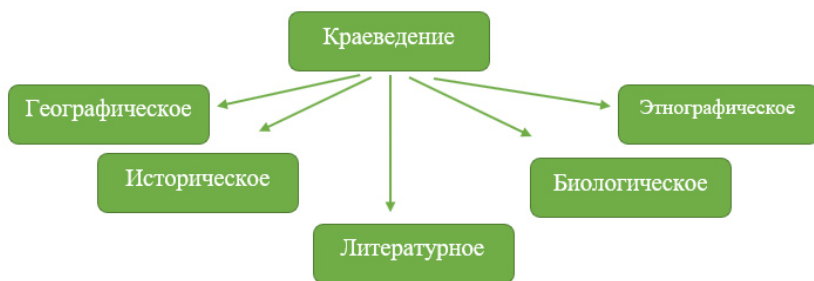 Краеведение
Географическое
Этнографическое
Историческое
Биологическое
Литературное